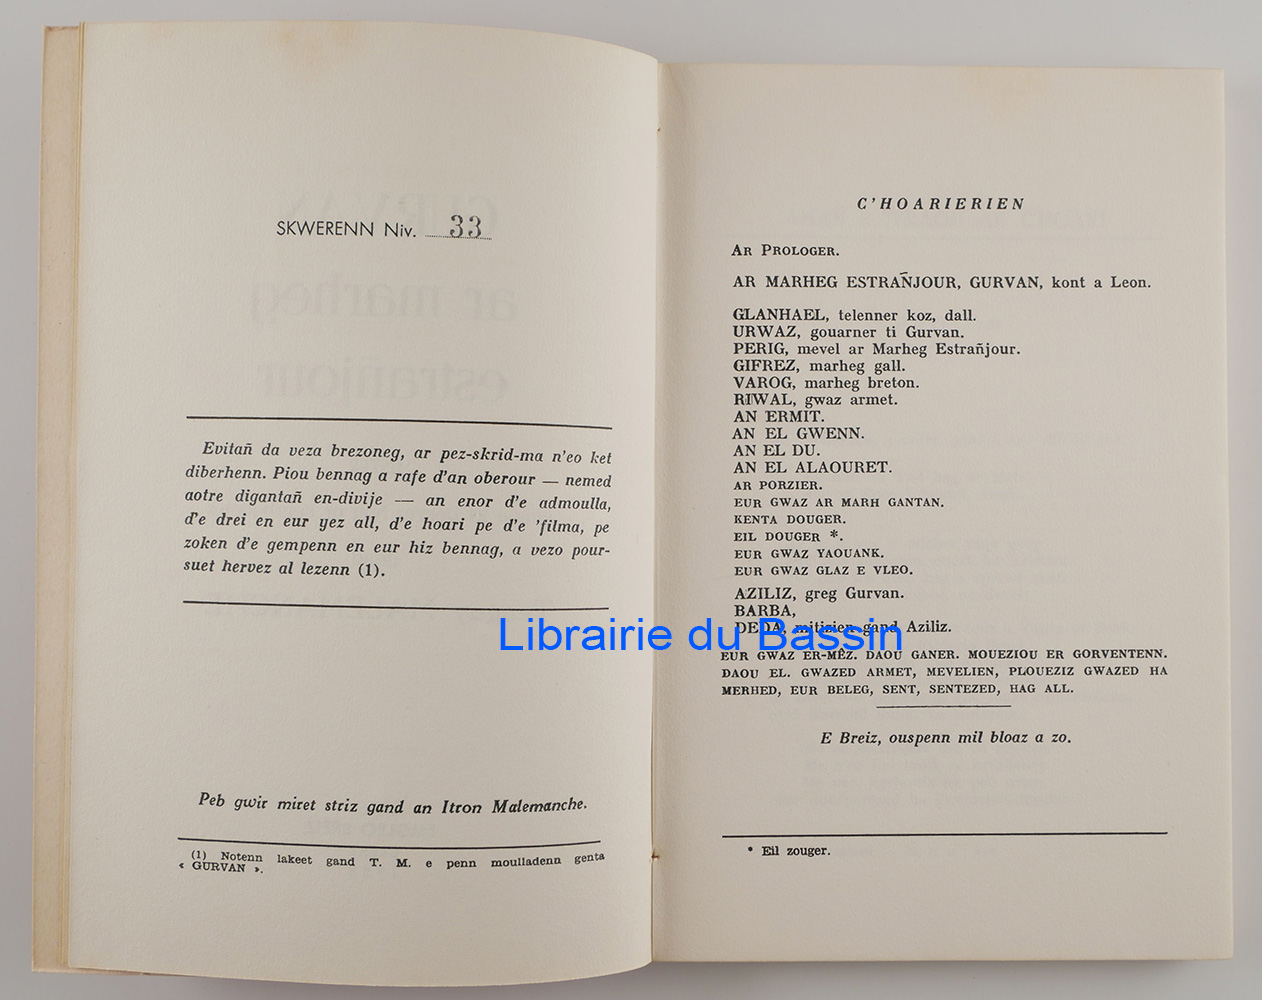 SKWERENN Niv. 33
Evitañ da veza brezoneg, ar pez-skrid-ma n'eo ket
diberhenn. Piou bennag a rafe d'an oberour — nemed
aotre digantañ en-divije — an enor d'e admoulla,
d'e drei en eur yez all, d'e hoari pe d'e 'filma, pe
zoken d'e gempenn en eur hiz bennag, a vezo pour-
suet hervez al lezenn (1).
Peb gwir miret striz gand an Itron Malemanche.
(1) Notenn lakeet gand T. M. e penn moulladenn genta
« GURVAN ».
C'HOARIERIEN
AR PROLOGER.
AR MARHEG ESTRAÑJOUR, GURVAN, kont a Leon.
GLANHAEL, telenner koz, dall.
URWAZ, gouarner ti Gurvan.
PERIG, mevel ar Marheg Estrañjour.
GIFREZ, marheg gall.
VAROG, marheg breton.
RIWAL, gwaz armet.
AN ERMIT.
AN EL GWENN.
AN EL DU.
AN EL ALAOURET.
AR PORZIER.
EUR GWAZ AR MARH GANTAN.
KENTA DOUGER.
EIL DOUGER *.
EUR GWAZ YAOUANK.
EUR GWAZ GLAZ E VLEO.
AZILIZ, greg Gurvan.
BARBA,
DEDA, mitizien gand Aziliz.
Librairie du Bassin
EUR GWAZ ER-MÊZ. DAOU GANER. MOUEZIOU ER GORVENTENN.
DAOU EL. GWAZED ARMET, MEVELIEN, PLOUEZIZ GWAZED HA
MERHED, EUR BELEG, SENT, SENTEZED, HAG ALL.
E Breiz, ouspenn mil bloaz a zo.
* Eil zouger.